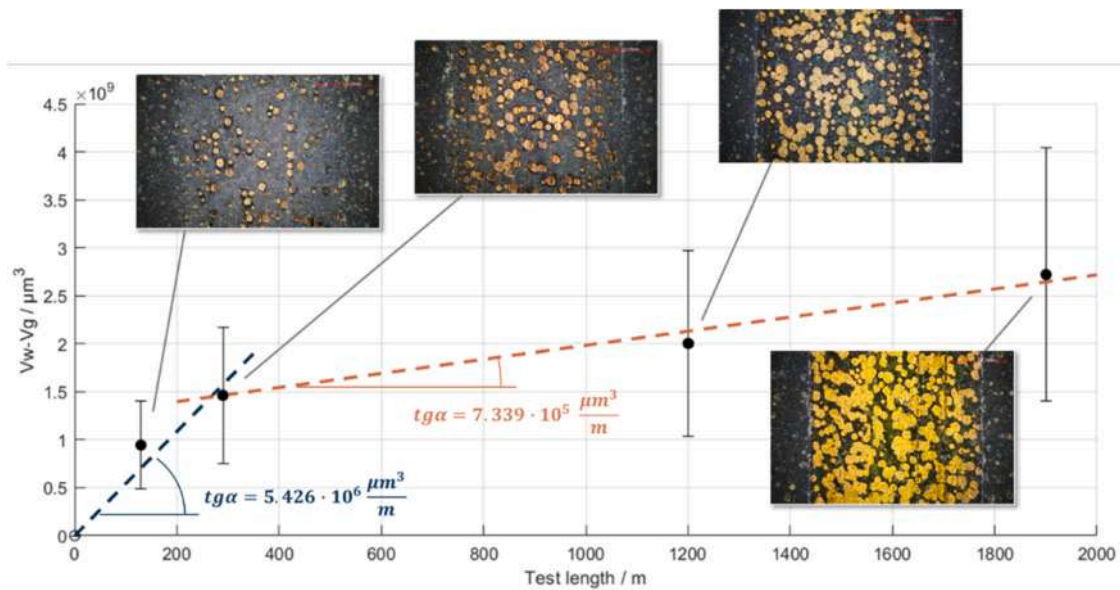 ×10⁹
4.5
4
3.5
3
2.5
2
1.5
1
0.5
0
Vw-Vg / μm³
tgα = 7.339 · 10⁵ μm³/m
tgα = 5.426 · 10⁶ μm³/m
0 200 400 600 800 1000 1200 1400 1600 1800 2000
Test length / m